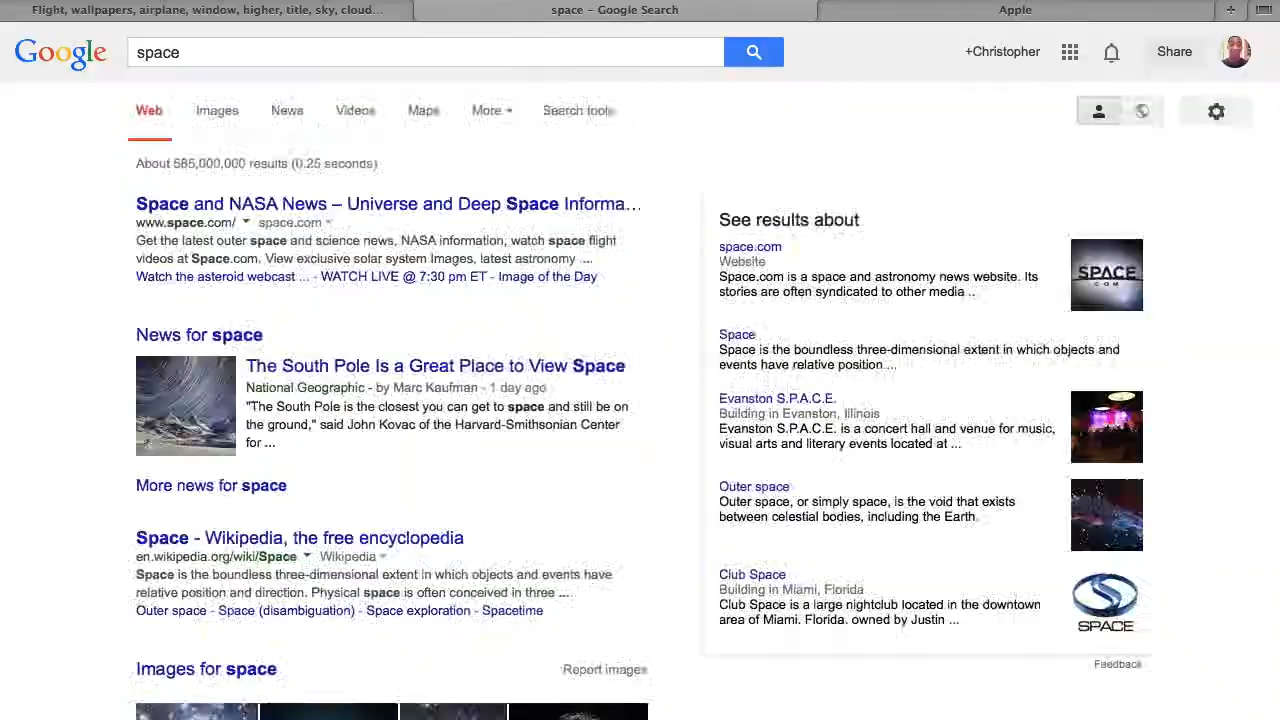 Flight, wallpapers, airplane, window, higher, title, sky, cloud...
space – Google Search
Apple
Google
space
+Christopher
Share
Web
Images
News
Videos
Maps
More
Search tools
About 585,000,000 results (0.25 seconds)
Space and NASA News – Universe and Deep Space Informa...
www.space.com/ space.com
Get the latest outer space and science news, NASA information, watch space flight
videos at Space.com. View exclusive solar system images, latest astronomy ...
Watch the asteroid webcast ... - WATCH LIVE @ 7:30 pm ET - Image of the Day
News for space
The South Pole Is a Great Place to View Space
National Geographic - by Marc Kaufman - 1 day ago
"The South Pole is the closest you can get to space and still be on
the ground," said John Kovac of the Harvard-Smithsonian Center
for ...
More news for space
Space - Wikipedia, the free encyclopedia
en.wikipedia.org/wiki/Space Wikipedia
Space is the boundless three-dimensional extent in which objects and events have
relative position and direction. Physical space is often conceived in three ...
Outer space - Space (disambiguation) - Space exploration - Spacetime
Images for space
Report images
See results about
space.com
Website
Space.com is a space and astronomy news website. Its
stories are often syndicated to other media ..
SPACE
.COM
Space
Space is the boundless three-dimensional extent in which objects and
events have relative position ...
Evanston S.P.A.C.E.
Building in Evanston, Illinois
Evanston S.P.A.C.E. is a concert hall and venue for music,
visual arts and literary events located at ...
Outer space
Outer space, or simply space, is the void that exists
between celestial bodies, including the Earth
Club Space
Building in Miami, Florida
Club Space is a large nightclub located in the downtown
area of Miami. Florida. owned by Justin ...
SPACE
Feedback